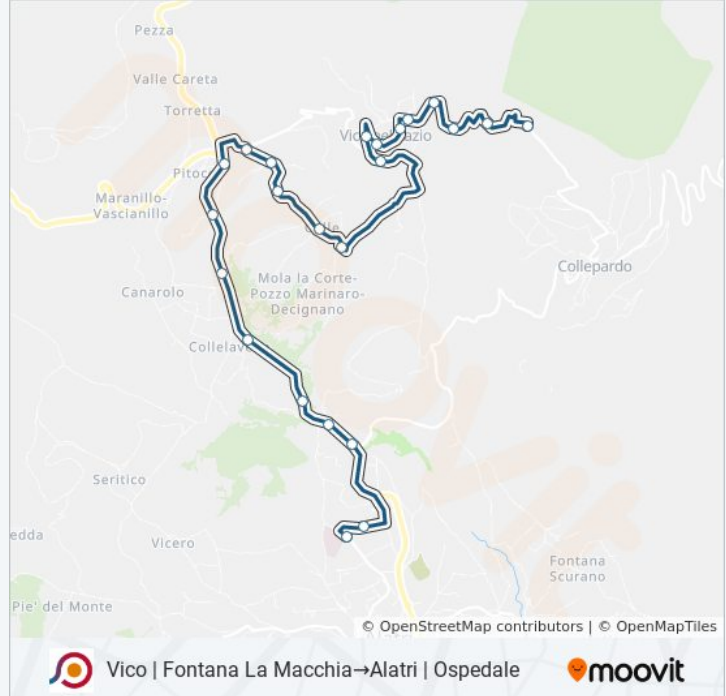 Pezza
Valle Careta
Torretta
Pitoc
Maranillo-
Vascianillo
Canarolo
Mola la Corte-
Pozzo Marinaro-
Decignano
Collepardo
Seritico
edda
Vicero
Fontana
Scurano
Pie' del Monte
© OpenStreetMap contributors | © OpenMapTiles
Vico | Fontana La Macchia→Alatri | Ospedale
moovit